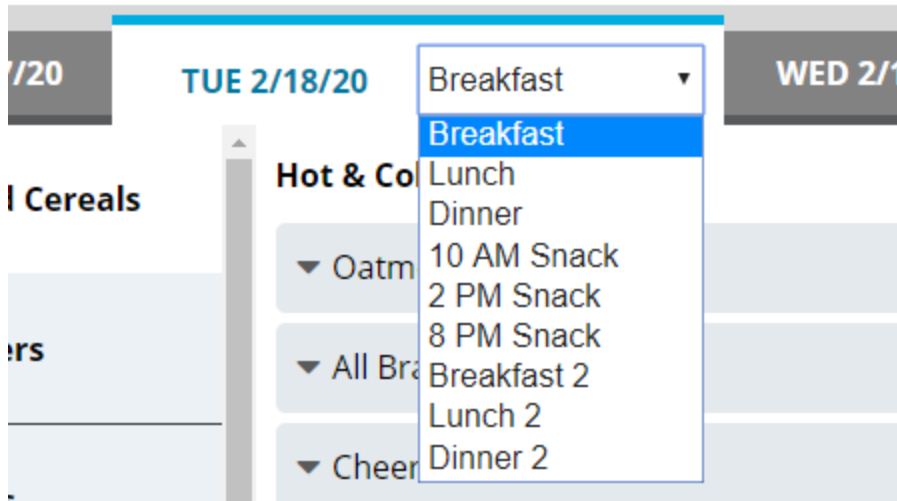 /20
TUE 2/18/20
Breakfast
WED 2/1
Breakfast
Lunch
Dinner
10 AM Snack
2 PM Snack
8 PM Snack
Breakfast 2
Lunch 2
Dinner 2
Cereals
ers
Hot & Co
Oatm
All Bra
Cheer